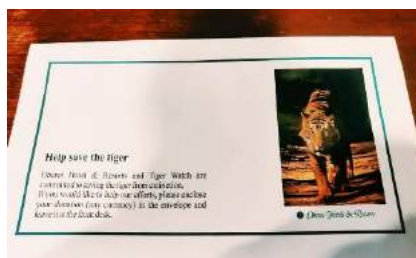 Help save the tiger
Oberoi Hotel & Resorts and Tiger Watch are
committed to saving the tiger from extinction.
If you would like to help our efforts, please enclose
your donation (any currency) in the envelope and
leave it at the front desk.
Oberoi Hotels & Resorts